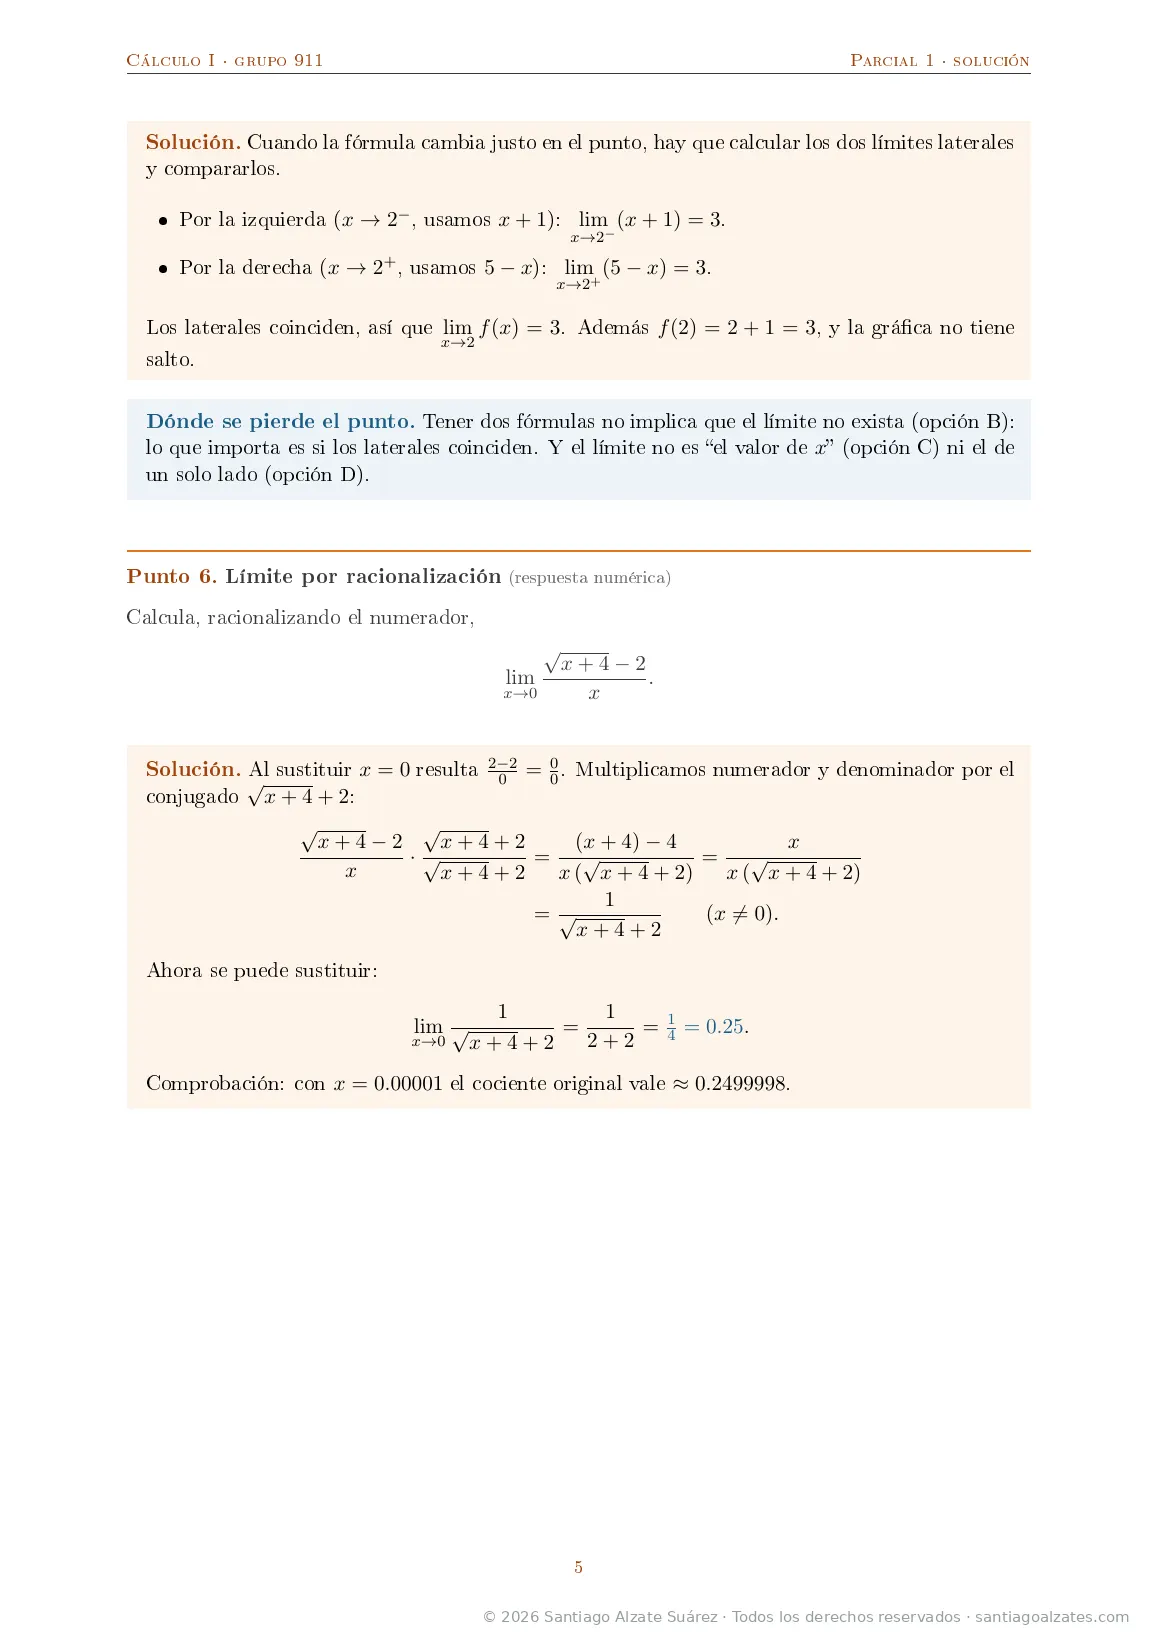 Cálculo I · grupo 911
Parcial 1 · solución
Solución. Cuando la fórmula cambia justo en el punto, hay que calcular los dos límites laterales
y compararlos.
• Por la izquierda (x → 2⁻, usamos x + 1): lim_{x→2⁻} (x + 1) = 3.
• Por la derecha (x → 2⁺, usamos 5 − x): lim_{x→2⁺} (5 − x) = 3.
Los laterales coinciden, así que lim_{x→2} f(x) = 3. Además f(2) = 2 + 1 = 3, y la gráfica no tiene
salto.
Dónde se pierde el punto. Tener dos fórmulas no implica que el límite no exista (opción B):
lo que importa es si los laterales coinciden. Y el límite no es “el valor de x” (opción C) ni el de
un solo lado (opción D).
Punto 6. Límite por racionalización (respuesta numérica)
Calcula, racionalizando el numerador,
lim_{x→0} (√(x + 4) − 2)/x.
Solución. Al sustituir x = 0 resulta (2−2)/0 = 0/0. Multiplicamos numerador y denominador por el
conjugado √(x + 4) + 2:
(√(x + 4) − 2)/x · (√(x + 4) + 2)/(√(x + 4) + 2) = ((x + 4) − 4)/(x (√(x + 4) + 2)) = x/(x (√(x + 4) + 2))
= 1/(√(x + 4) + 2) (x ≠ 0).
Ahora se puede sustituir:
lim_{x→0} 1/(√(x + 4) + 2) = 1/(2 + 2) = 1/4 = 0.25.
Comprobación: con x = 0.00001 el cociente original vale ≈ 0.2499998.
5
© 2026 Santiago Alzate Suárez · Todos los derechos reservados · santiagoalzates.com